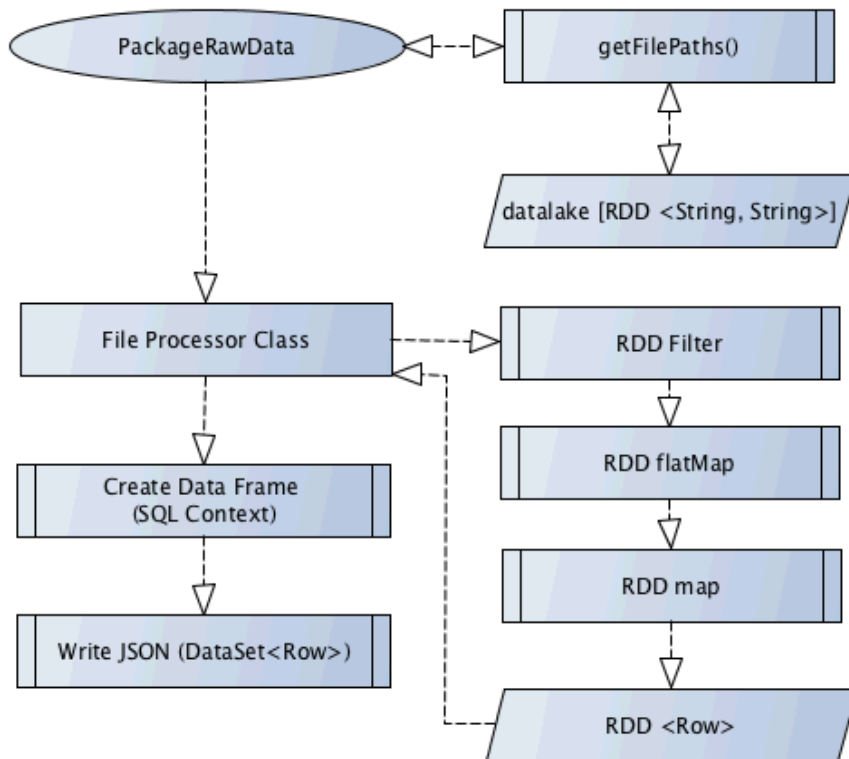 PackageRawData
getFilePaths()
datalake [RDD <String, String>]
File Processor Class
RDD Filter
RDD flatMap
Create Data Frame
(SQL Context)
RDD map
Write JSON (DataSet<Row>)
RDD <Row>